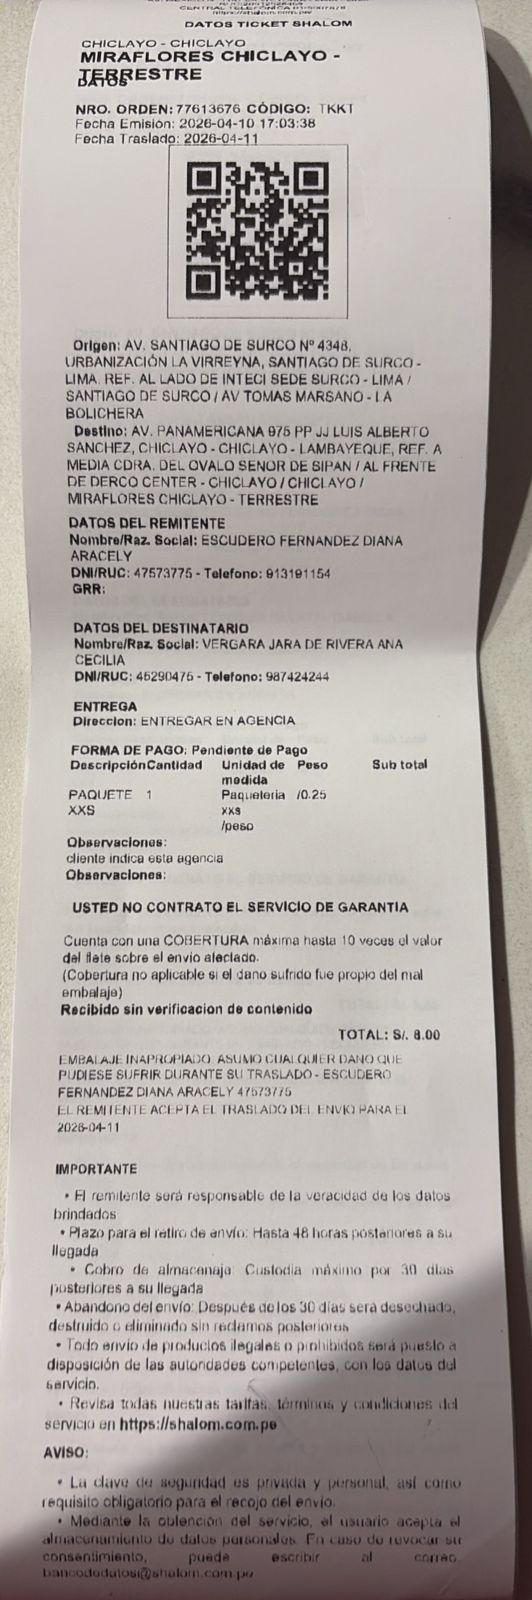 CENTRAL TELEFONICA
https://shalom.com.pe/
DATOS TICKET SHALOM
CHICLAYO - CHICLAYO
MIRAFLORES CHICLAYO -
TERRESTRE
DATOS
NRO. ORDEN: 77613676 CÓDIGO: TKKT
Fecha Emisión: 2026-04-10 17:03:38
Fecha Traslado: 2026-04-11
Origen: AV. SANTIAGO DE SURCO Nº 4348,
URBANIZACIÓN LA VIRREYNA, SANTIAGO DE SURCO -
LIMA. REF. AL LADO DE INTECI SEDE SURCO - LIMA /
SANTIAGO DE SURCO / AV TOMAS MARSANO - LA
BOLICHERA
Destino: AV. PANAMERICANA 975 PP JJ LUIS ALBERTO
SANCHEZ, CHICLAYO - CHICLAYO - LAMBAYEQUE, REF. A
MEDIA CDRA. DEL OVALO SENOR DE SIPAN / AL FRENTE
DE DERCO CENTER - CHICLAYO / CHICLAYO /
MIRAFLORES CHICLAYO - TERRESTRE
DATOS DEL REMITENTE
Nombre/Raz. Social: ESCUDERO FERNANDEZ DIANA
ARACELY
DNI/RUC: 47573775 - Telefono: 913191154
GRR:
DATOS DEL DESTINATARIO
Nombre/Raz. Social: VERGARA JARA DE RIVERA ANA
CECILIA
DNI/RUC: 45290475 - Telefono: 987424244
ENTREGA
Direccion: ENTREGAR EN AGENCIA
FORMA DE PAGO: Pendiente de Pago
DescripciónCantidad Unidad de Peso Sub total
medida
PAQUETE 1 Paqueteria /0.25
XXS xxs
/peso
Observaciones:
cliente indica esta agencia
Observaciones:
USTED NO CONTRATO EL SERVICIO DE GARANTIA
Cuenta con una COBERTURA máxima hasta 10 veces el valor
del flete sobre el envio afectado.
(Cobertura no aplicable si el dano sufrido fue propio del mal
embalaje)
Recibido sin verificacion de contenido
TOTAL: S/. 8.00
EMBALAJE INAPROPIADO. ASUMO CUALQUIER DANO QUE
PUDIESE SUFRIR DURANTE SU TRASLADO - ESCUDERO
FERNANDEZ DIANA ARACELY 47573775
EL REMITENTE ACEPTA EL TRASLADO DEL ENVIO PARA EL
2026-04-11
IMPORTANTE
• El remitente será responsable de la veracidad de los datos
brindados
• Plazo para el retiro de envío: Hasta 48 horas posteriores a su
llegada
• Cobro de almacenaje: Custodia máximo por 30 días
posteriores a su llegada
• Abandono del envío: Después de los 30 días será desechado,
destruido o eliminado sin reclamos posteriores
• Todo envío de productos ilegales o prohibidos será puesto a
disposición de las autoridades competentes, con los datos del
servicio.
• Revisa todas nuestras tarifas, términos y condiciones del
servicio en https://shalom.com.pe
AVISO:
• La clave de seguridad es privada y personal, así como
requisito obligatorio para el recojo del envío.
• Mediante la obtención del servicio, el usuario acepta el
almacenamiento de datos personales. En caso de revocar su
consentimiento, puede escribir al correo.
bancodedatos@shalom.com.pe